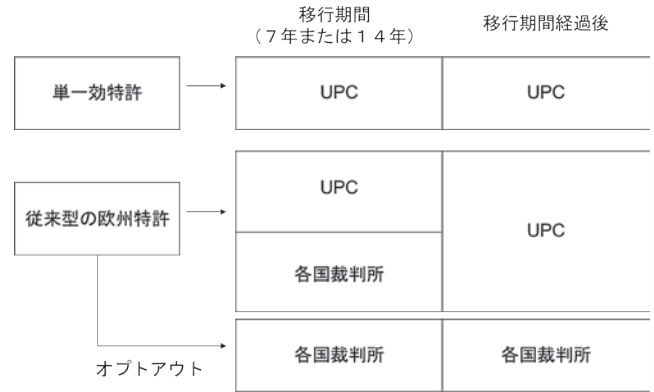 移行期間
（７年または１４年）
移行期間経過後
単一効特許
UPC
UPC
従来型の欧州特許
UPC
各国裁判所
UPC
オプトアウト
各国裁判所
各国裁判所